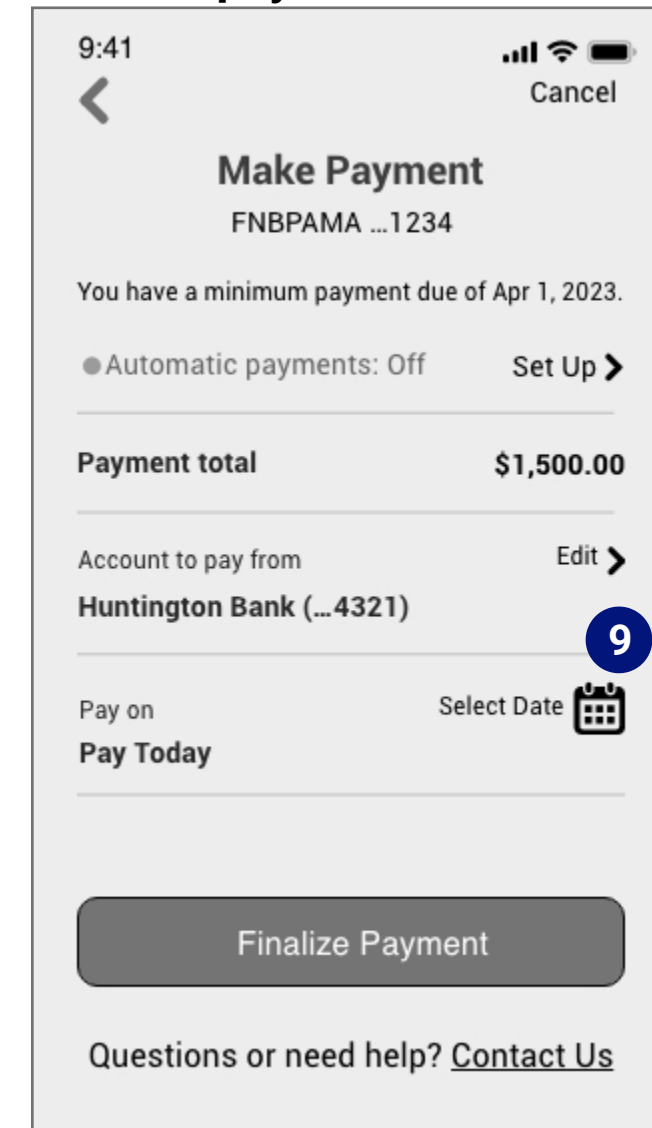 9:41
Cancel
Make Payment
FNBPAMA ...1234
You have a minimum payment due of Apr 1, 2023.
Automatic payments: Off Set Up
Payment total $1,500.00
Account to pay from Edit
Huntington Bank (...4321)
9
Pay on Select Date
Pay Today
Finalize Payment
Questions or need help? Contact Us